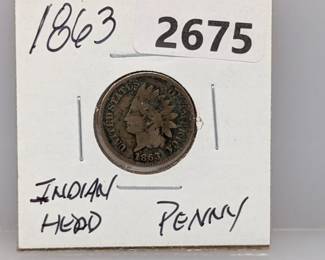 1863
2675
UNITED STATES OF AMERICA
1863
INDIAN
HEAD
PENNY